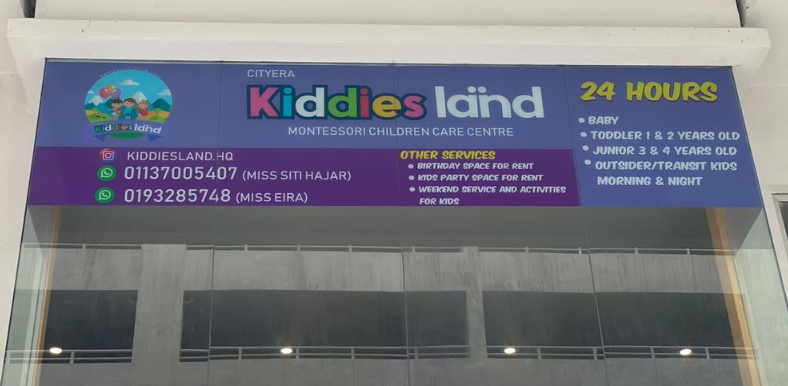 CITYERA
Kiddies länd
MONTESSORI CHILDREN CARE CENTRE
Kiddies länd
KIDDIESLAND.HQ
01137005407 (MISS SITI HAJAR)
0193285748 (MISS EIRA)
OTHER SERVICES
• BIRTHDAY SPACE FOR RENT
• KIDS PARTY SPACE FOR RENT
• WEEKEND SERVICE AND ACTIVITIES
FOR KIDS
24 HOURS
• BABY
• TODDLER 1 & 2 YEARS OLD
• JUNIOR 3 & 4 YEARS OLD
• OUTSIDER/TRANSIT KIDS
MORNING & NIGHT